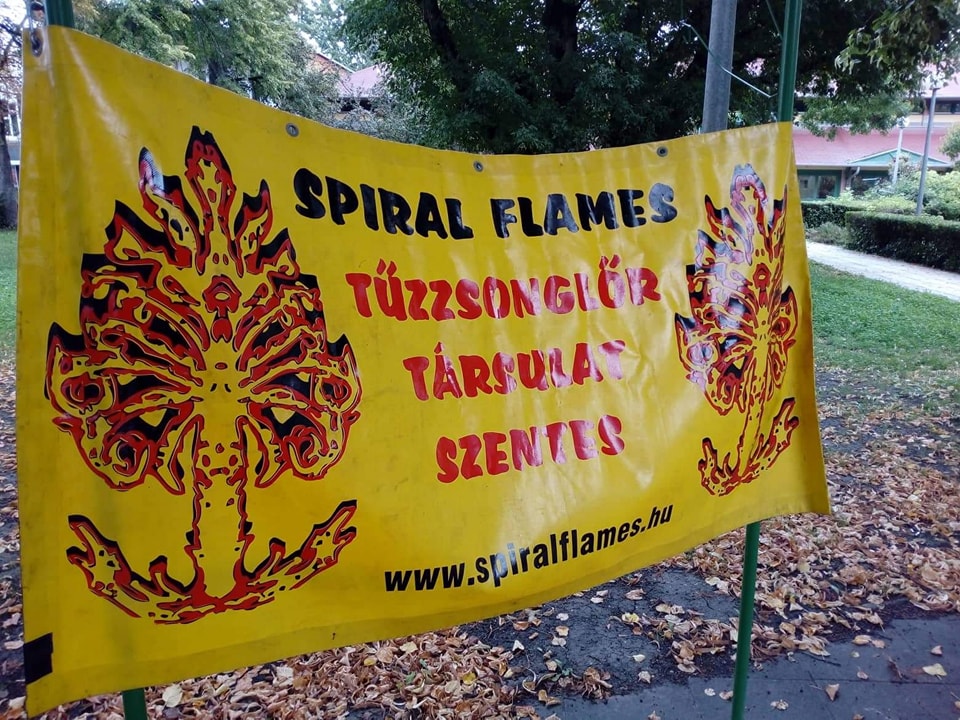 SPIRAL FLAMES
TŰZZSONGLŐR
TÁRSULAT
SZENTES
www.spiralflames.hu